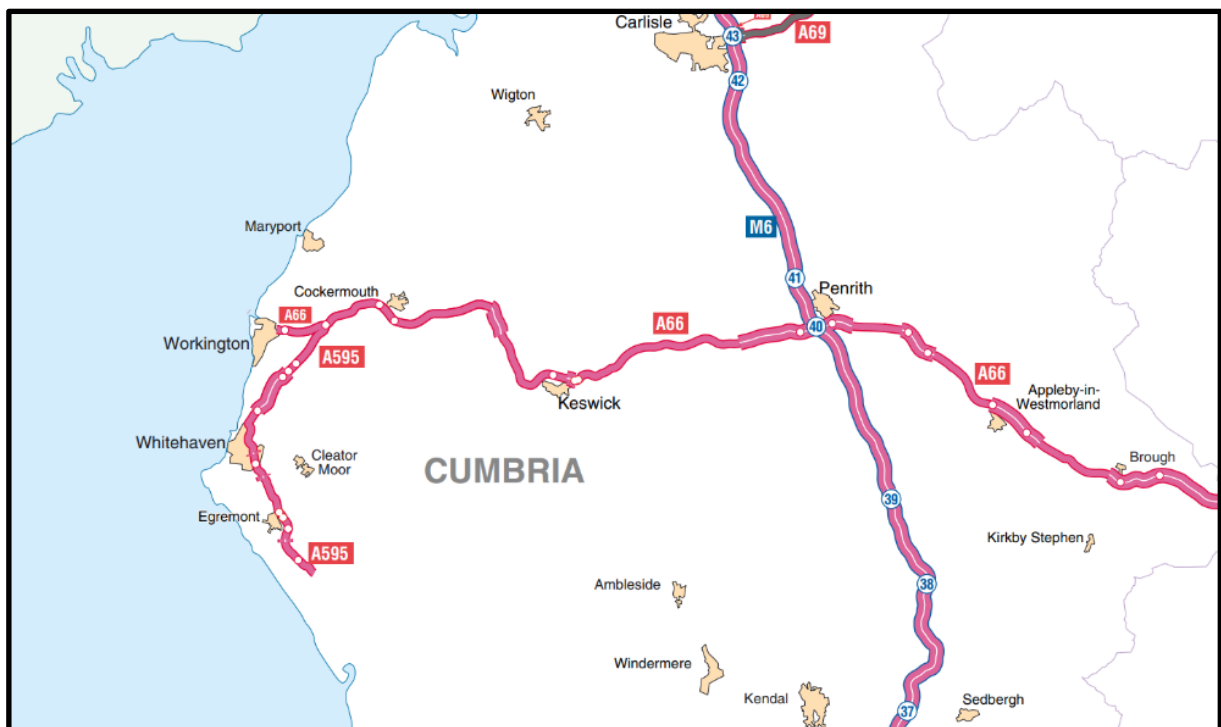 Carlisle
43
A69
42
Wigton
M6
Maryport
41
Penrith
Cockermouth
A66
40
A66
Workington
A595
A66
Appleby-in-
Westmorland
Keswick
Whitehaven
Cleator
Moor
CUMBRIA
Brough
39
Egremont
Kirkby Stephen
A595
Ambleside
38
Windermere
Kendal
Sedbergh
37